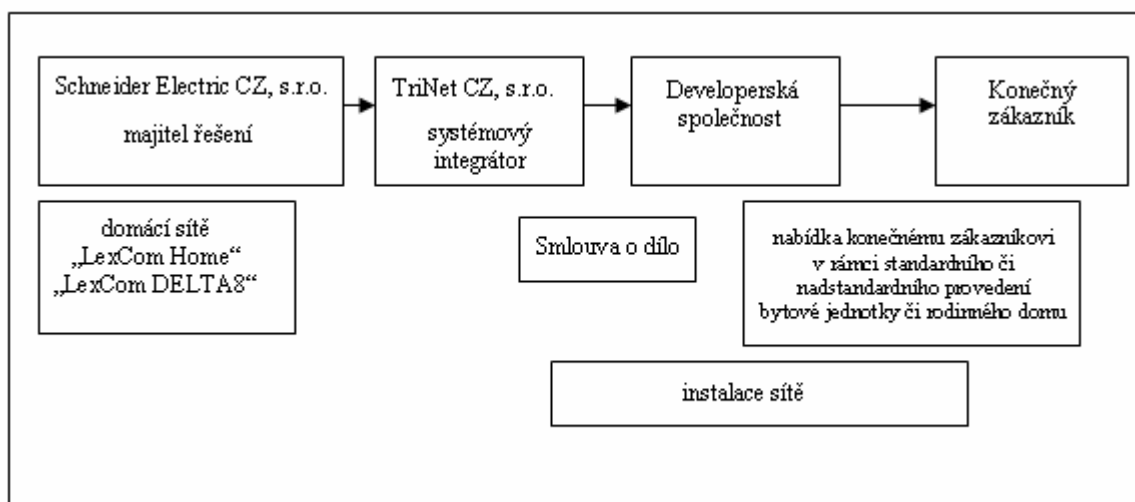 Schneider Electric CZ, s.r.o.
majitel řešení
TriNet CZ, s.r.o.
systémový
integrátor
Developerská
společnost
Konečný
zákazník
domácí sítě
„LexCom Home“
„LexCom DELTA8“
Smlouva o dílo
nabídka konečnému zákazníkovi
v rámci standardního či
nadstandardního provedení
bytové jednotky či rodinného domu
instalace sítě